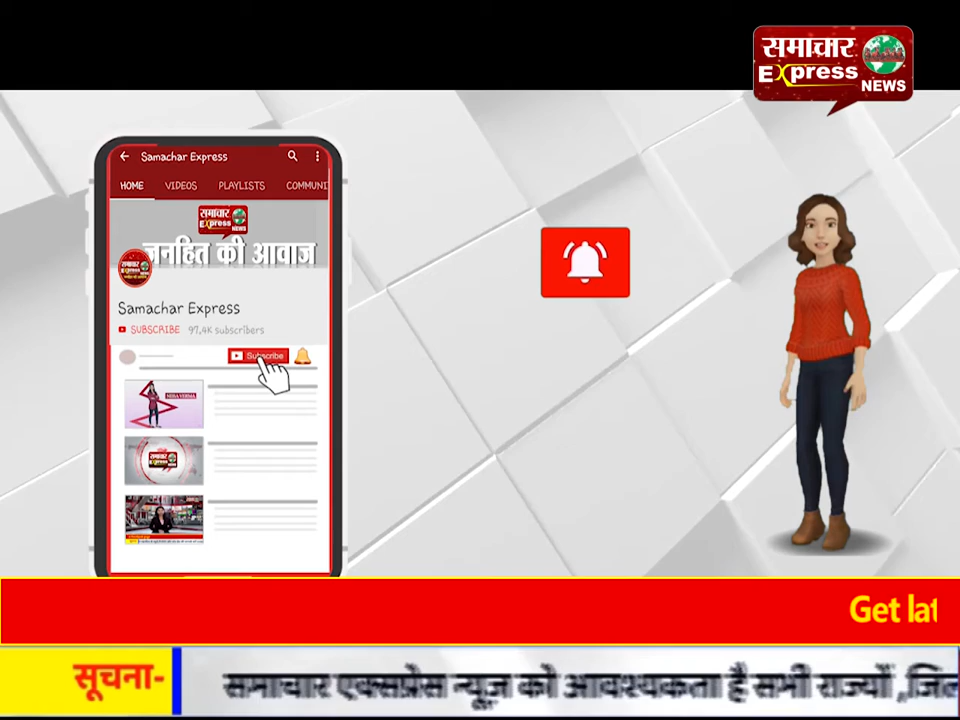 समाचार
Express
NEWS
Samachar Express
HOME VIDEOS PLAYLISTS COMMUNI
समाचार
Express
NEWS
जनहित की आवाज
Samachar Express
SUBSCRIBE 97.4K subscribers
Subscribe
Get lat
सूचना- समाचार एक्सप्रेस न्यूज़ को आवश्यकता है सभी राज्यों ,जिल